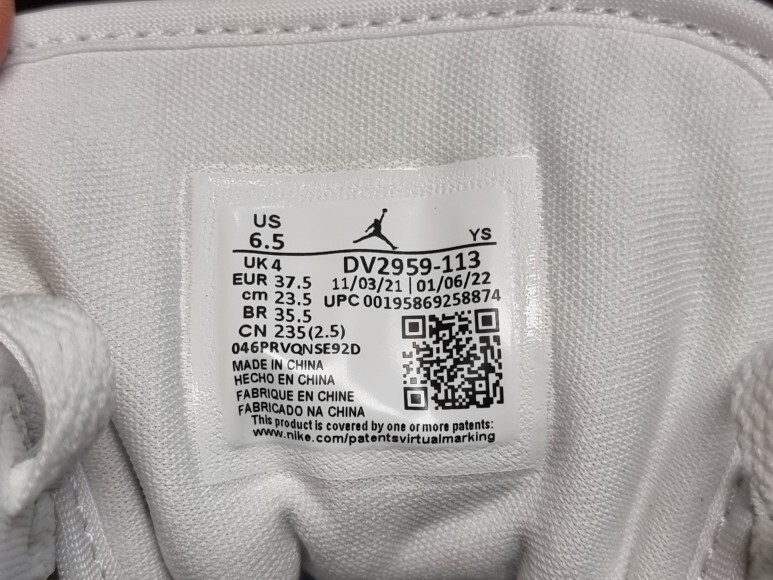 US
6.5
YS
UK 4
DV2959-113
EUR 37.5
11/03/21 | 01/06/22
cm 23.5
UPC 00195869258874
BR 35.5
CN 235(2.5)
046PRVQNSE92D
MADE IN CHINA
HECHO EN CHINA
FABRIQUE EN CHINE
FABRICADO NA CHINA
This product is covered by one or more patents:
www.nike.com/patentsvirtualmarking